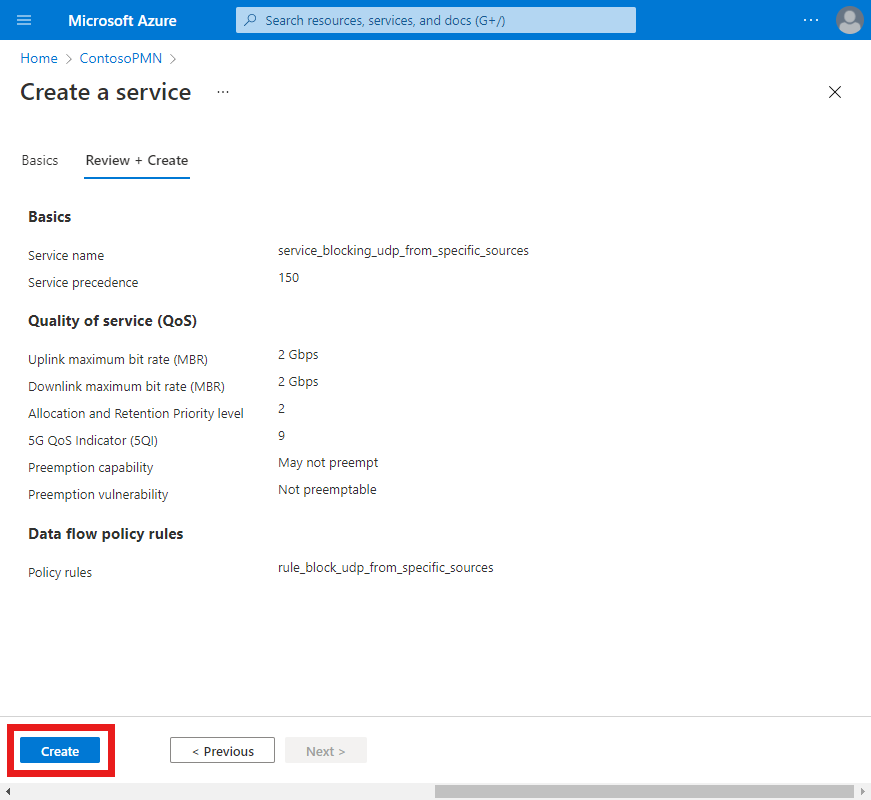 Microsoft Azure
Search resources, services, and docs (G+/)
...
Home > ContosoPMN >
Create a service ...
Basics
Review + Create
Basics
Service name service_blocking_udp_from_specific_sources
Service precedence 150
Quality of service (QoS)
Uplink maximum bit rate (MBR) 2 Gbps
Downlink maximum bit rate (MBR) 2 Gbps
Allocation and Retention Priority level 2
5G QoS Indicator (5QI) 9
Preemption capability May not preempt
Preemption vulnerability Not preemptable
Data flow policy rules
Policy rules rule_block_udp_from_specific_sources
Create
< Previous
Next >